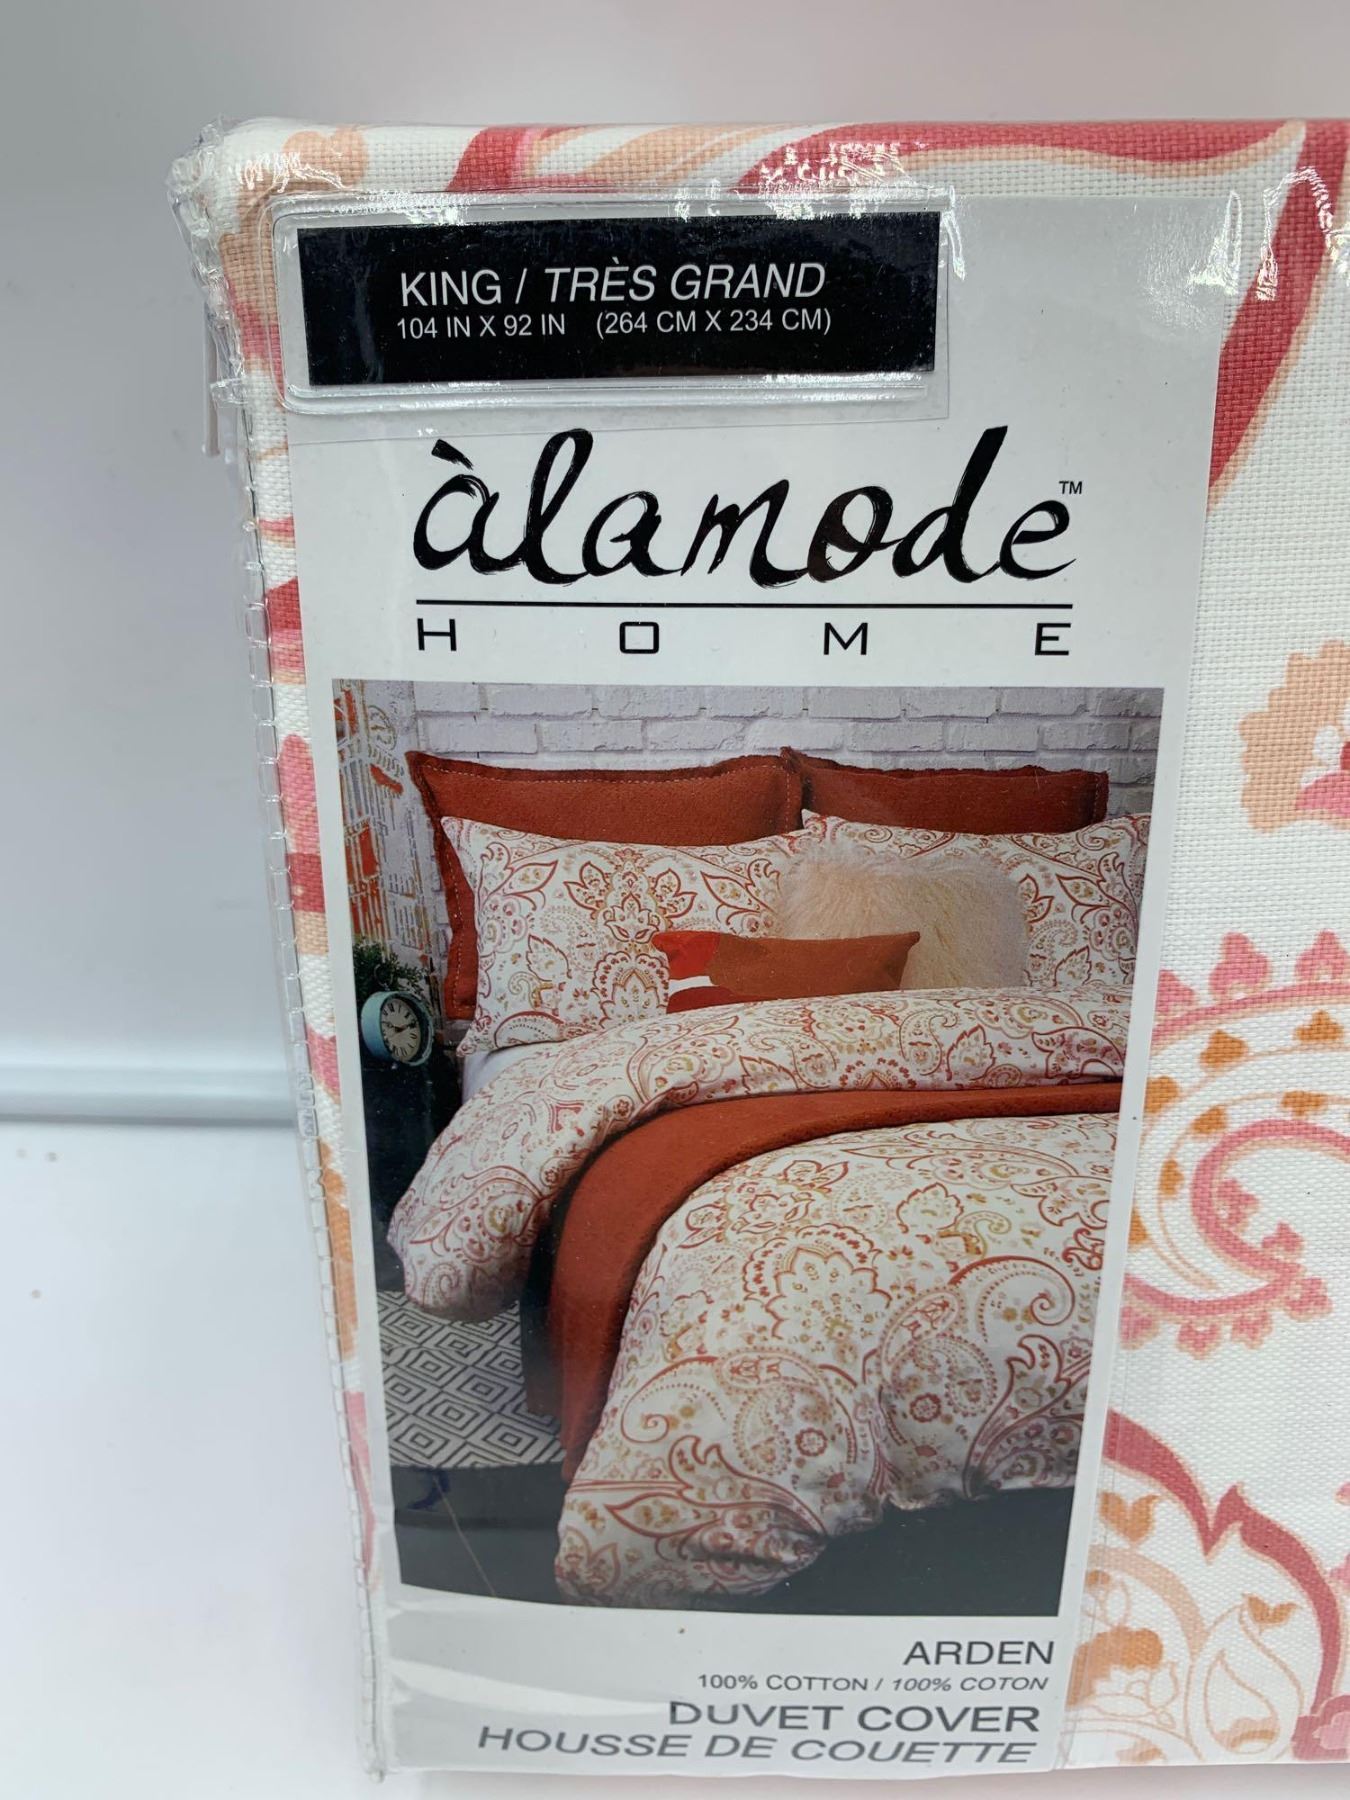 KING / TRÈS GRAND
104 IN X 92 IN (264 CM X 234 CM)
àlamode™
HOME
ARDEN
100% COTTON / 100% COTON
DUVET COVER
HOUSSE DE COUETTE